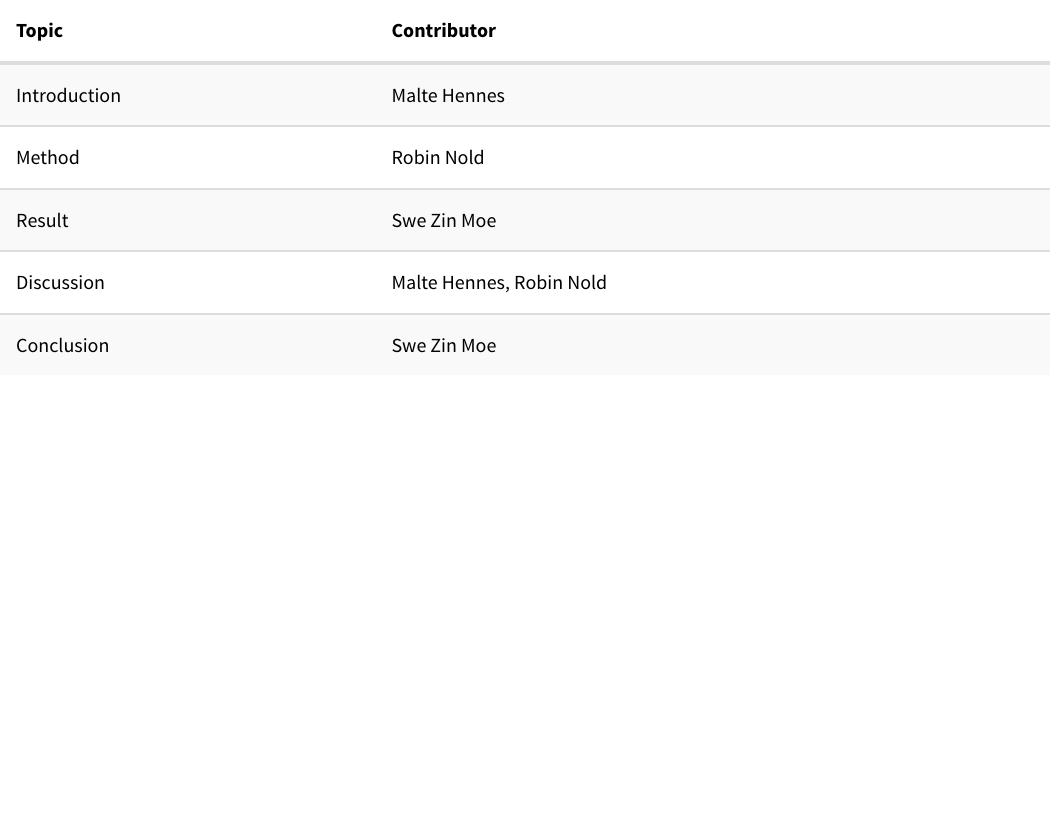 Topic Contributor
Introduction Malte Hennes
Method Robin Nold
Result Swe Zin Moe
Discussion Malte Hennes, Robin Nold
Conclusion Swe Zin Moe